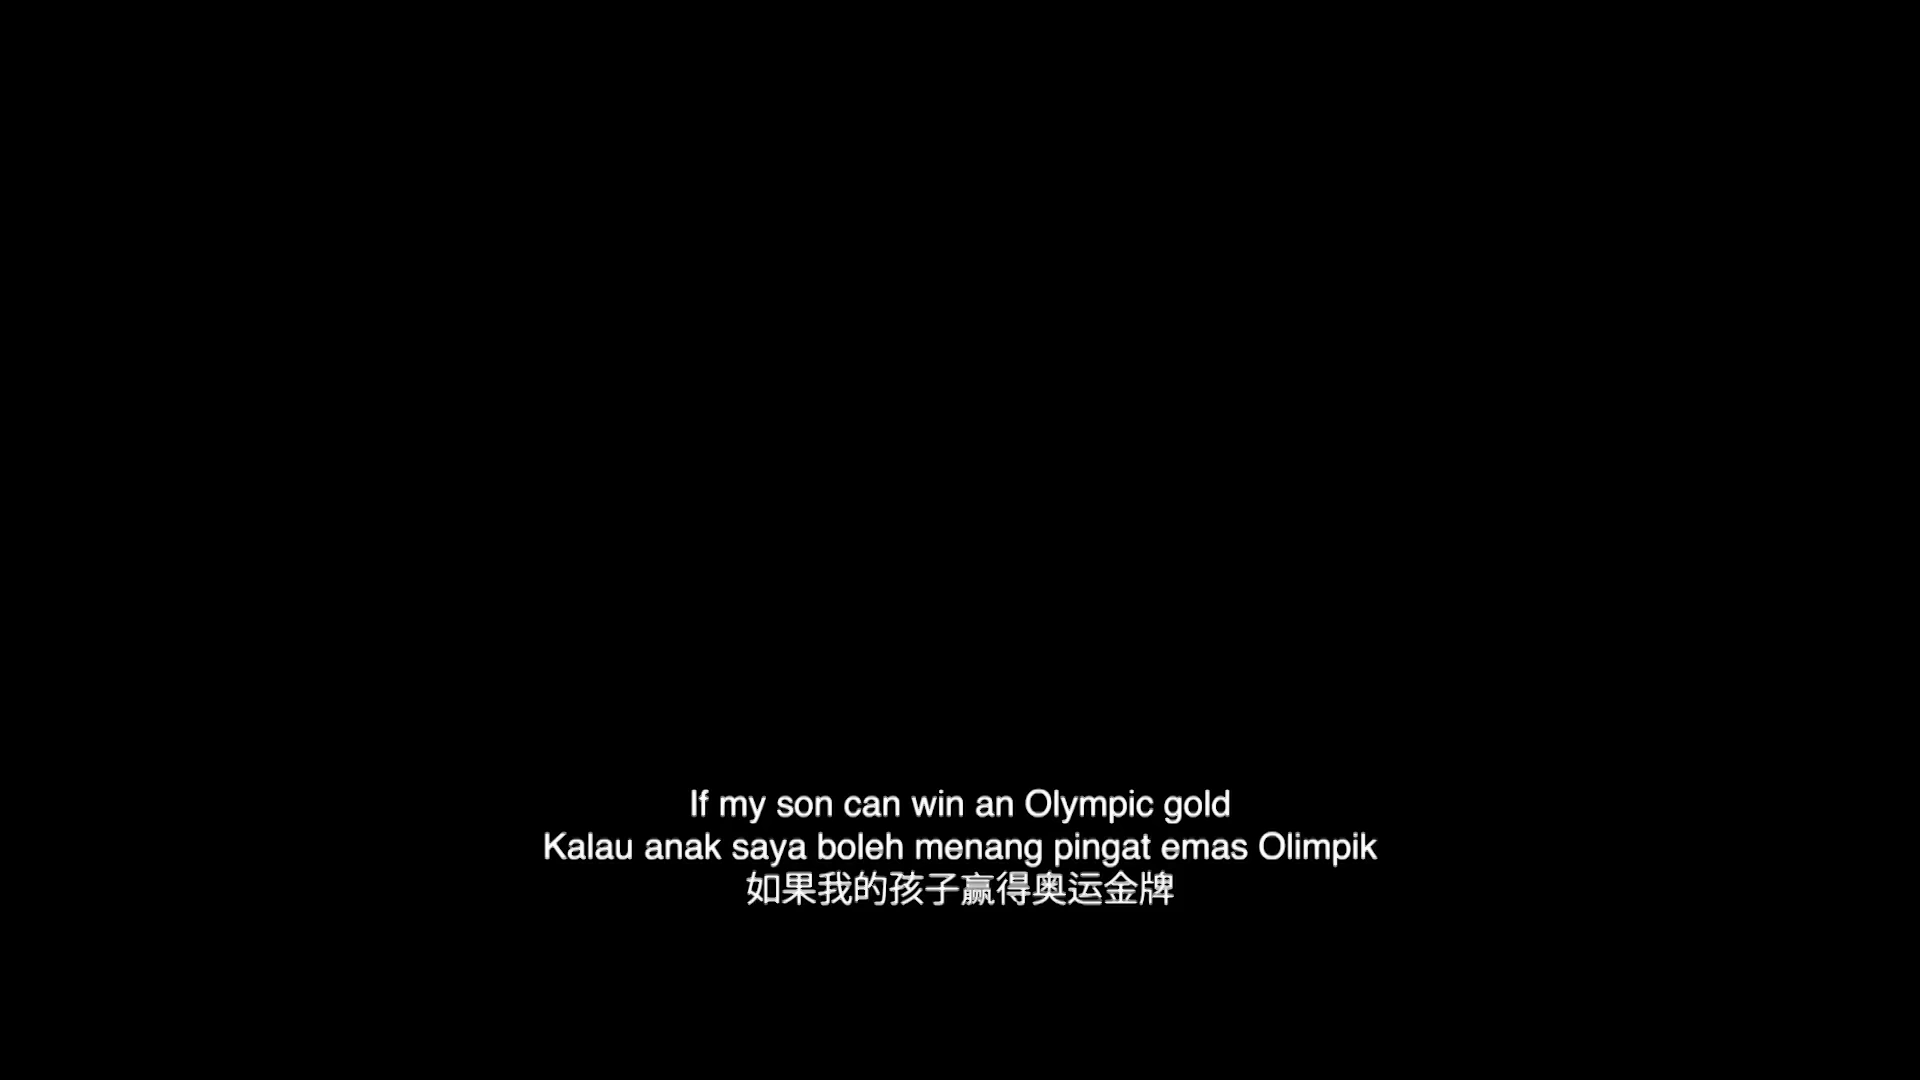 If my son can win an Olympic gold
Kalau anak saya boleh menang pingat emas Olimpik
如果我的孩子赢得奥运金牌